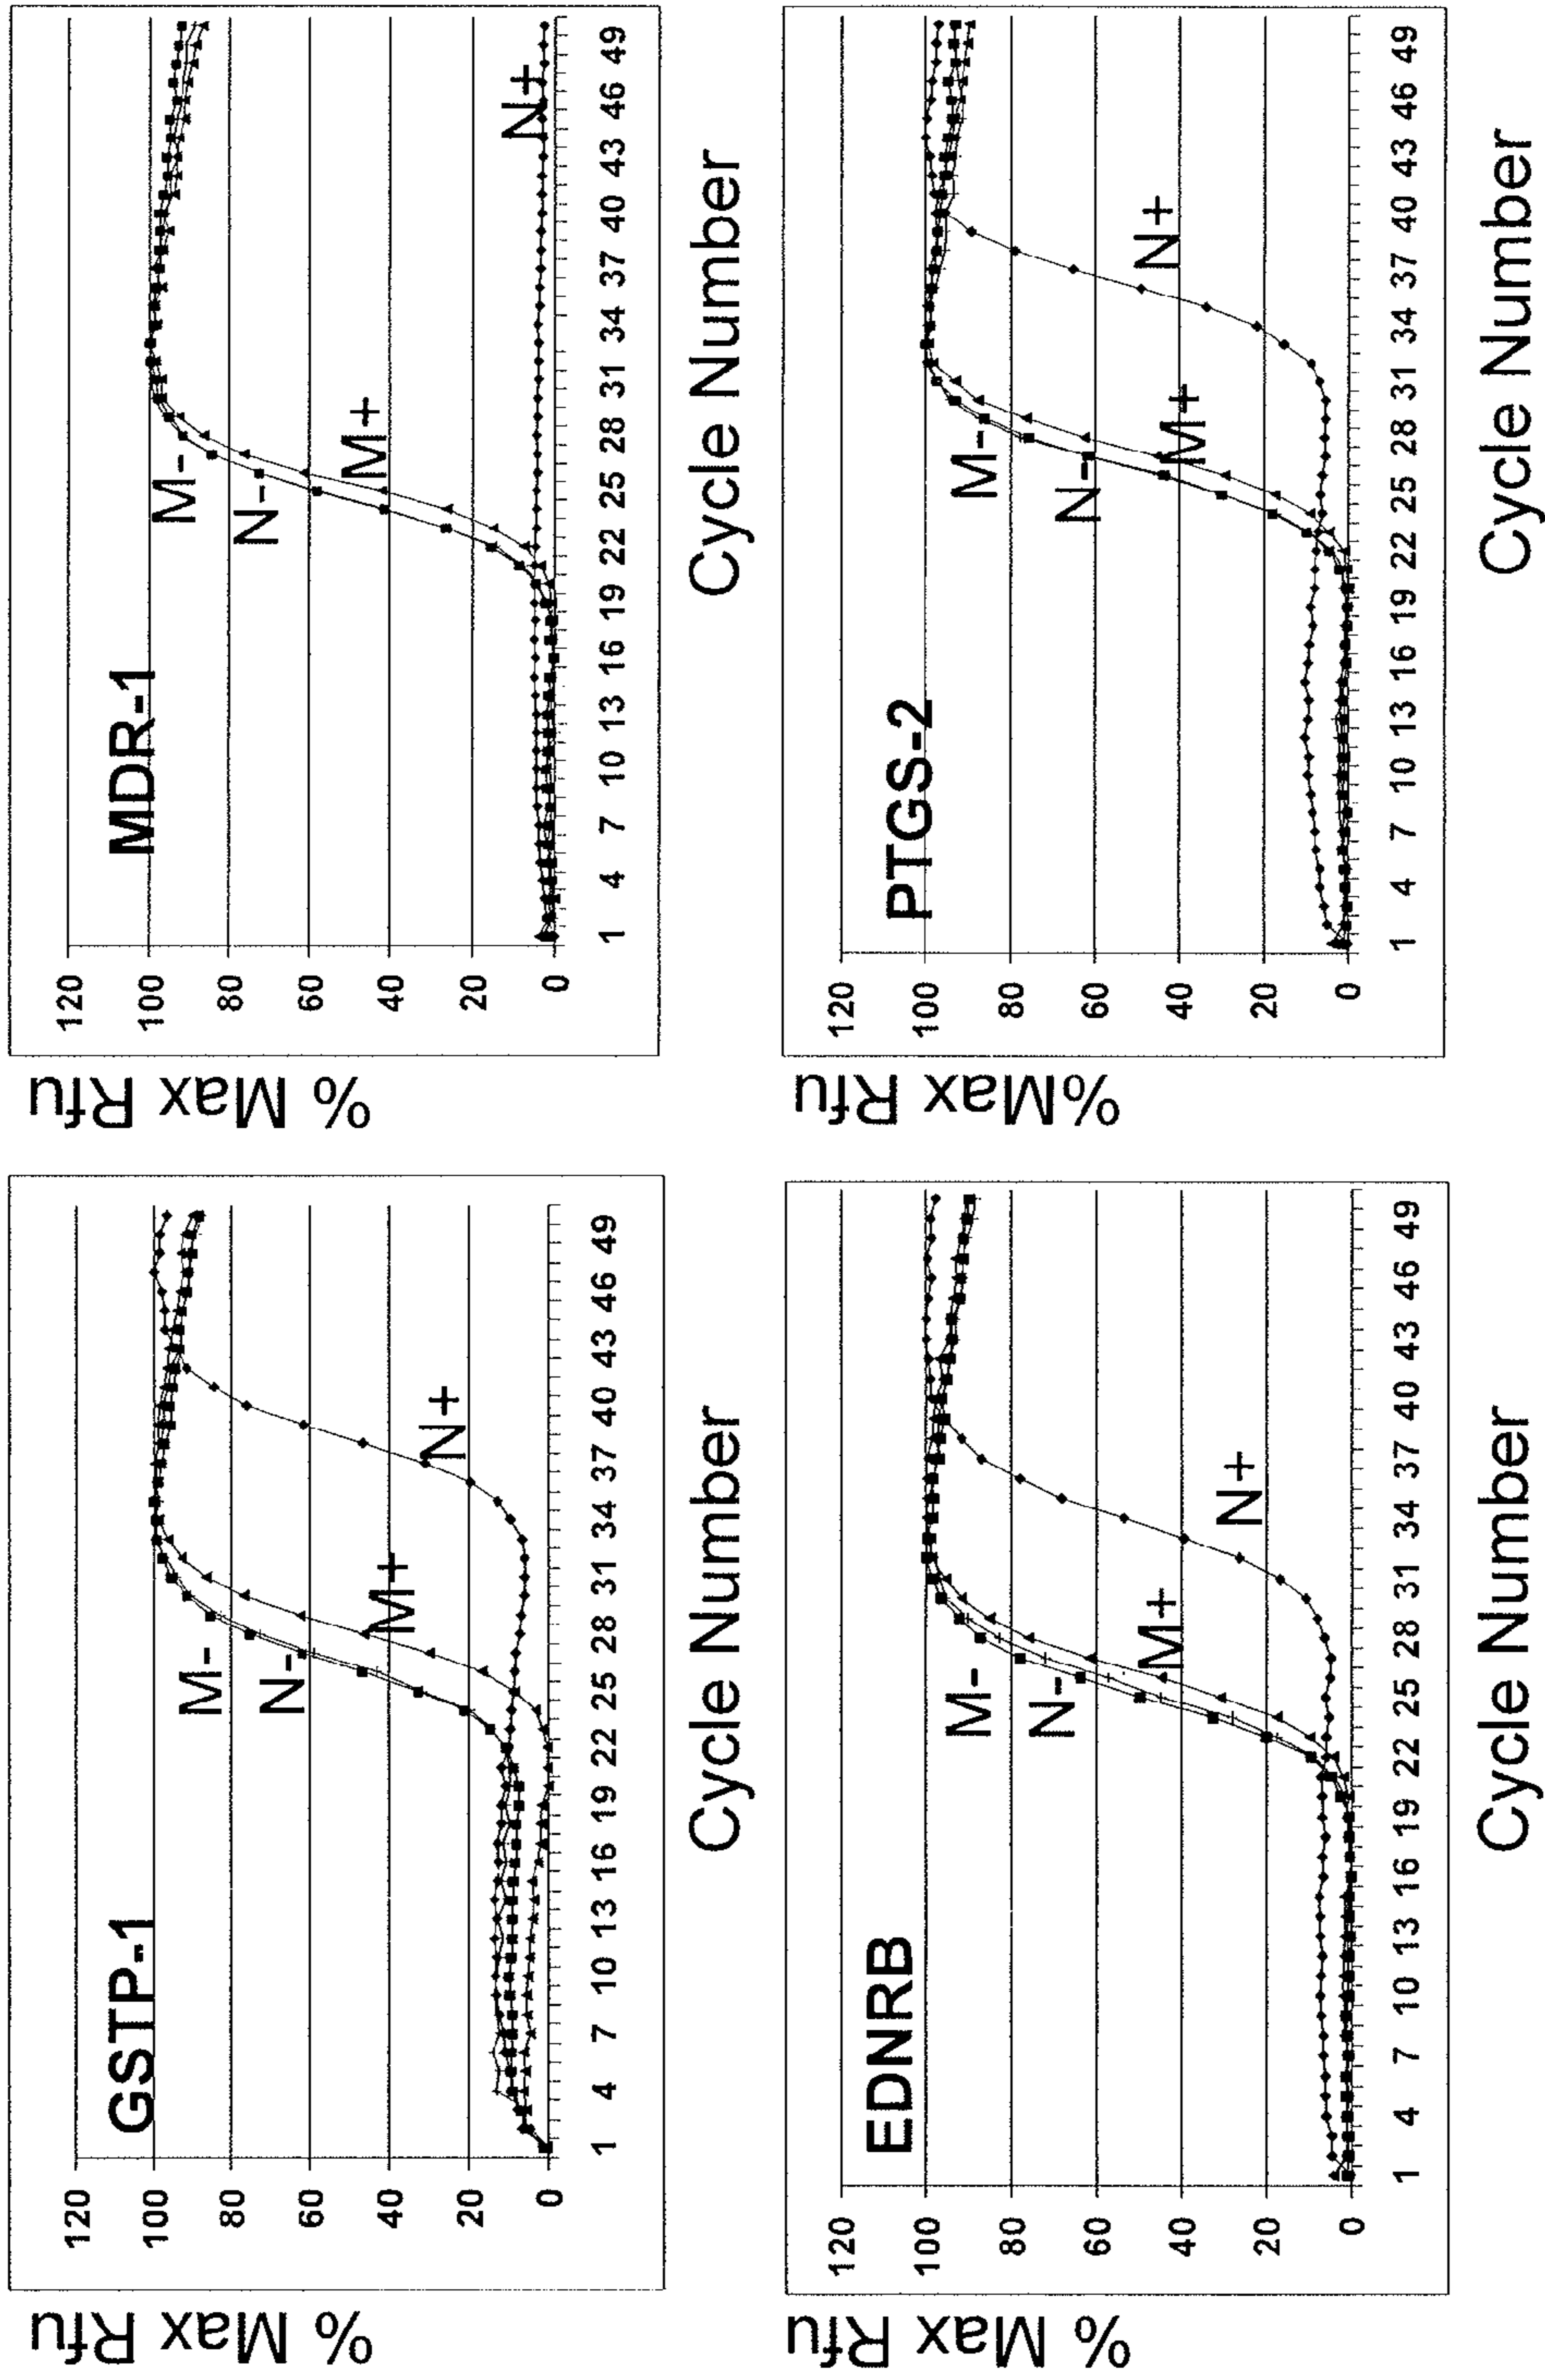 GSTP-1
% Max Rfu
120
100
80
60
40
20
0
M-
N-
M+
N+
1 4 7 10 13 16 19 22 25 28 31 34 37 40 43 46 49
Cycle Number
MDR-1
% Max Rfu
120
100
80
60
40
20
0
M-
N-
M+
N+
1 4 7 10 13 16 19 22 25 28 31 34 37 40 43 46 49
Cycle Number
EDNRB
% Max Rfu
120
100
80
60
40
20
0
M-
N-
M+
N+
1 4 7 10 13 16 19 22 25 28 31 34 37 40 43 46 49
Cycle Number
PTGS-2
%Max Rfu
120
100
80
60
40
20
0
M-
N-
M+
N+
1 4 7 10 13 16 19 22 25 28 31 34 37 40 43 46 49
Cycle Number